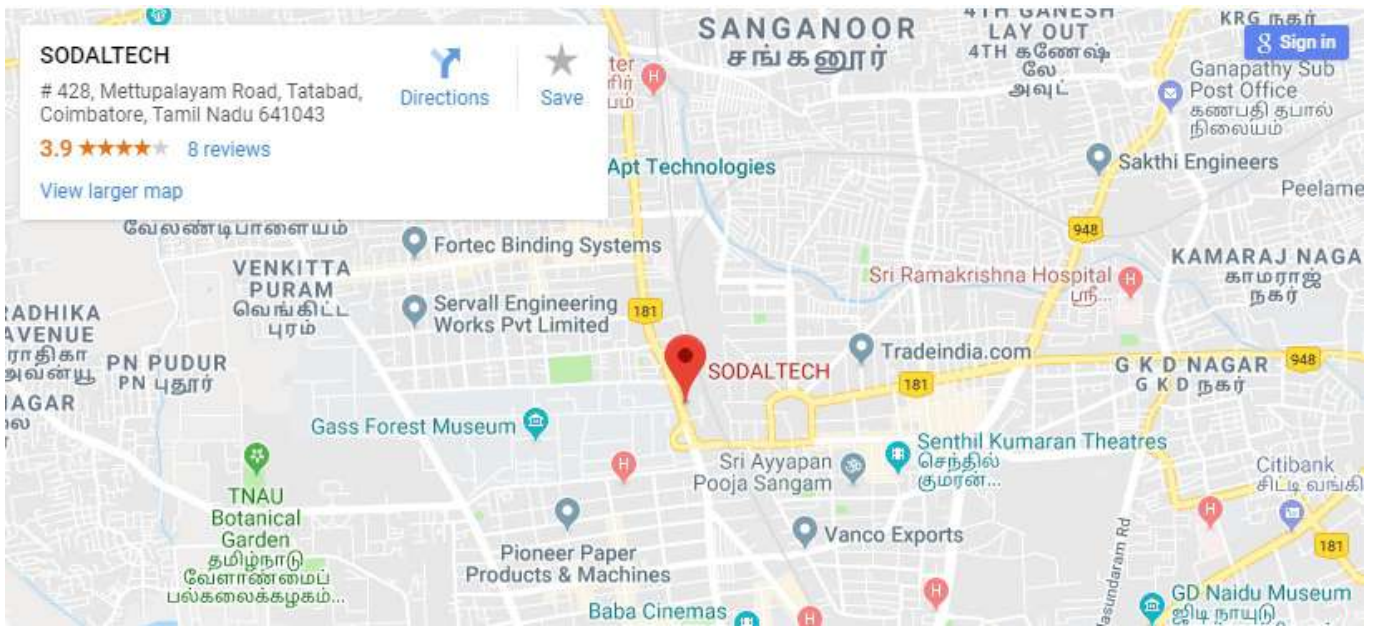 SODALTECH
# 428, Mettupalayam Road, Tatabad,
Coimbatore, Tamil Nadu 641043
3.9
8 reviews
View larger map
Directions
Save
Sign in
SANGANOOR
சங்கனூர்
4TH GANESH
LAY OUT
4TH கணேஷ்
லே
அவுட்
KRG நகர்
Ganapathy Sub
Post Office
கணபதி தபால்
நிலையம்
H
Apt Technologies
Sakthi Engineers
Peelame
வேலண்டிபாளையம்
Fortec Binding Systems
948
KAMARAJ NAGA
காமராஜ்
நகர்
VENKITTA
PURAM
வெங்கிட்ட
புரம்
Sri Ramakrishna Hospital
ஸ்ரீ...
H
Servall Engineering
Works Pvt Limited
181
RADHIKA
AVENUE
ராதிகா
அவன்யூ
PN PUDUR
PN புதூர்
SODALTECH
Tradeindia.com
181
G K D NAGAR
G K D நகர்
948
NAGAR
Gass Forest Museum
H
Sri Ayyapan
Pooja Sangam
Senthil Kumaran Theatres
செந்தில்
குமரன்...
Citibank
சிட்டி வங்கி
H
TNAU
Botanical
Garden
தமிழ்நாடு
வேளாண்மைப்
பல்கலைக்கழகம்...
Pioneer Paper
Products & Machines
Vanco Exports
181
Baba Cinemas
H
H
GD Naidu Museum
ஜிடி நாயுடு